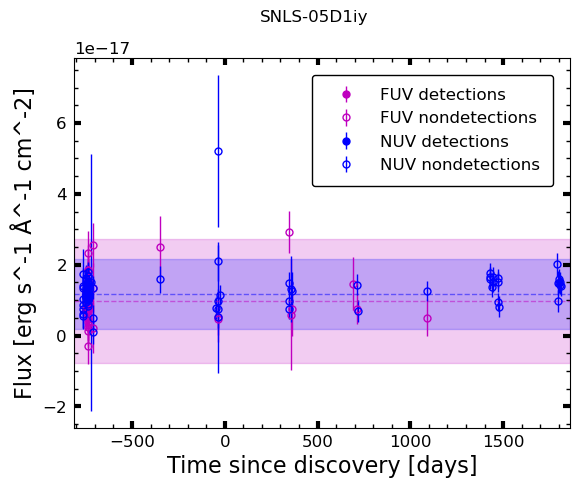 SNLS-05D1iy
1e−17
FUV detections
FUV nondetections
NUV detections
NUV nondetections
6
4
2
0
−2
Flux [erg s^-1 Å^-1 cm^-2]
−500 0 500 1000 1500
Time since discovery [days]